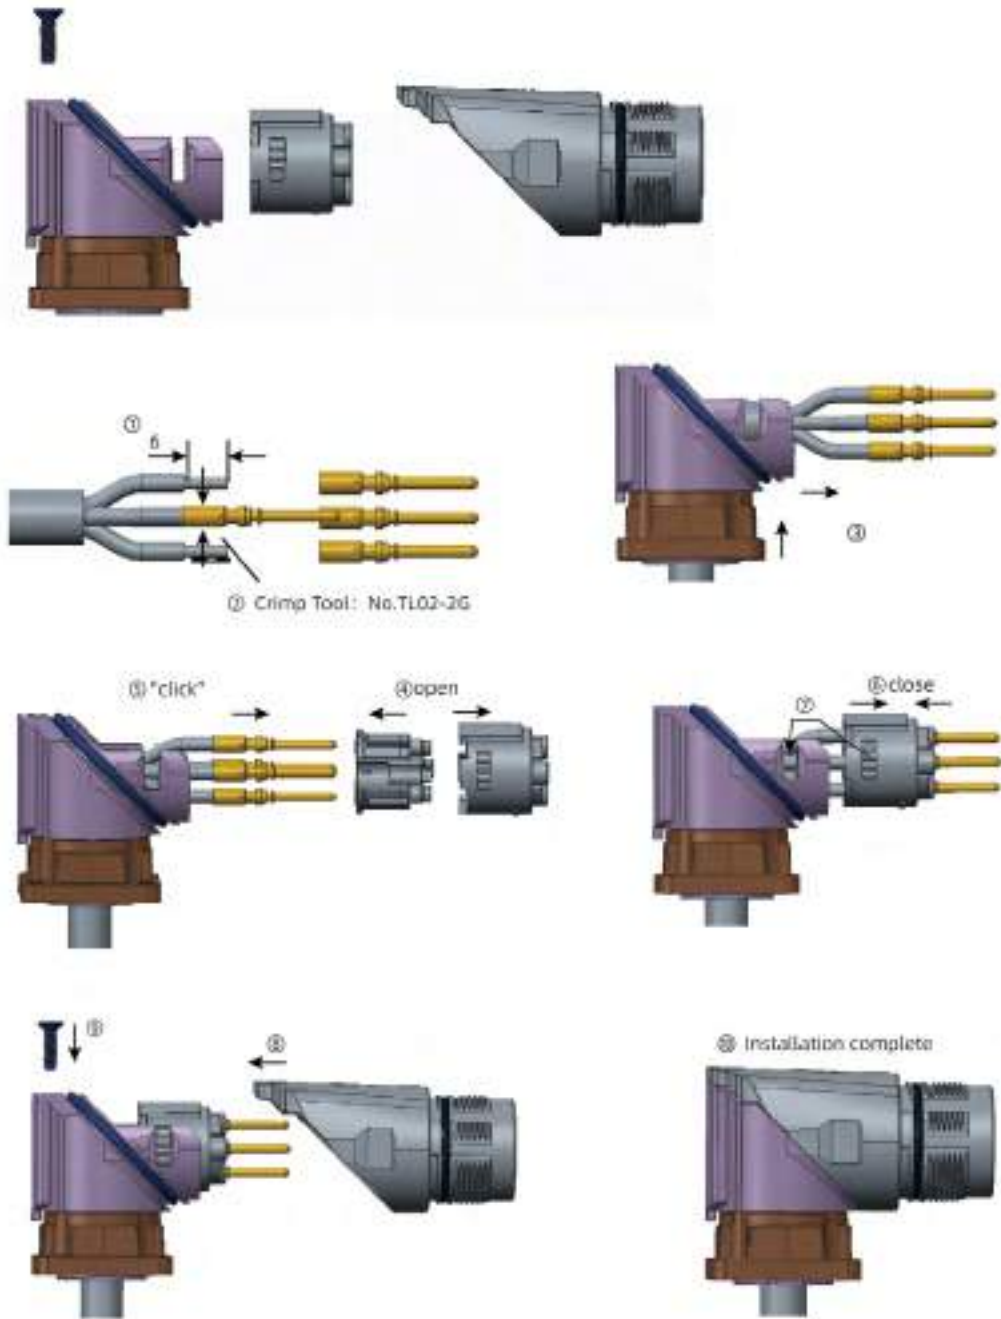 ①
6
② Crimp Tool: No.TL02-2G
③
⑤ "click"
④open
⑥close
⑦
⑨
⑧
⑩ Installation complete